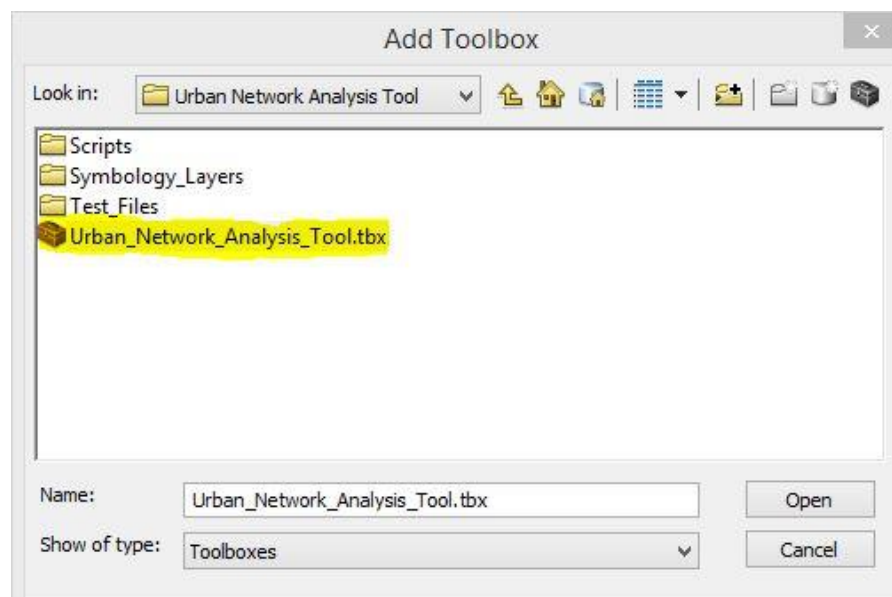 Add Toolbox
Look in: Urban Network Analysis Tool
Scripts
Symbology_Layers
Test_Files
Urban_Network_Analysis_Tool.tbx
Name: Urban_Network_Analysis_Tool.tbx Open
Show of type: Toolboxes Cancel